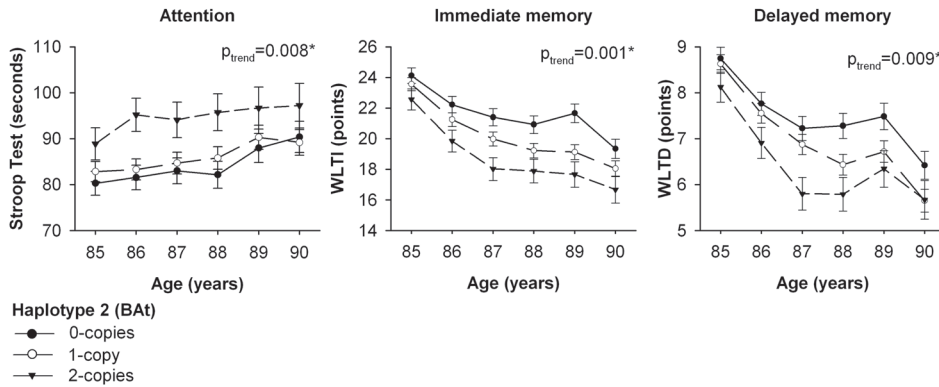 Attention
Immediate memory
Delayed memory
110
100
90
80
70
Stroop Test (seconds)
p_trend=0.008*
85 86 87 88 89 90
Age (years)
26
24
22
20
18
16
14
WLTI (points)
p_trend=0.001*
85 86 87 88 89 90
Age (years)
9
8
7
6
5
WLTD (points)
p_trend=0.009*
85 86 87 88 89 90
Age (years)
Haplotype 2 (BAt)
0-copies
1-copy
2-copies